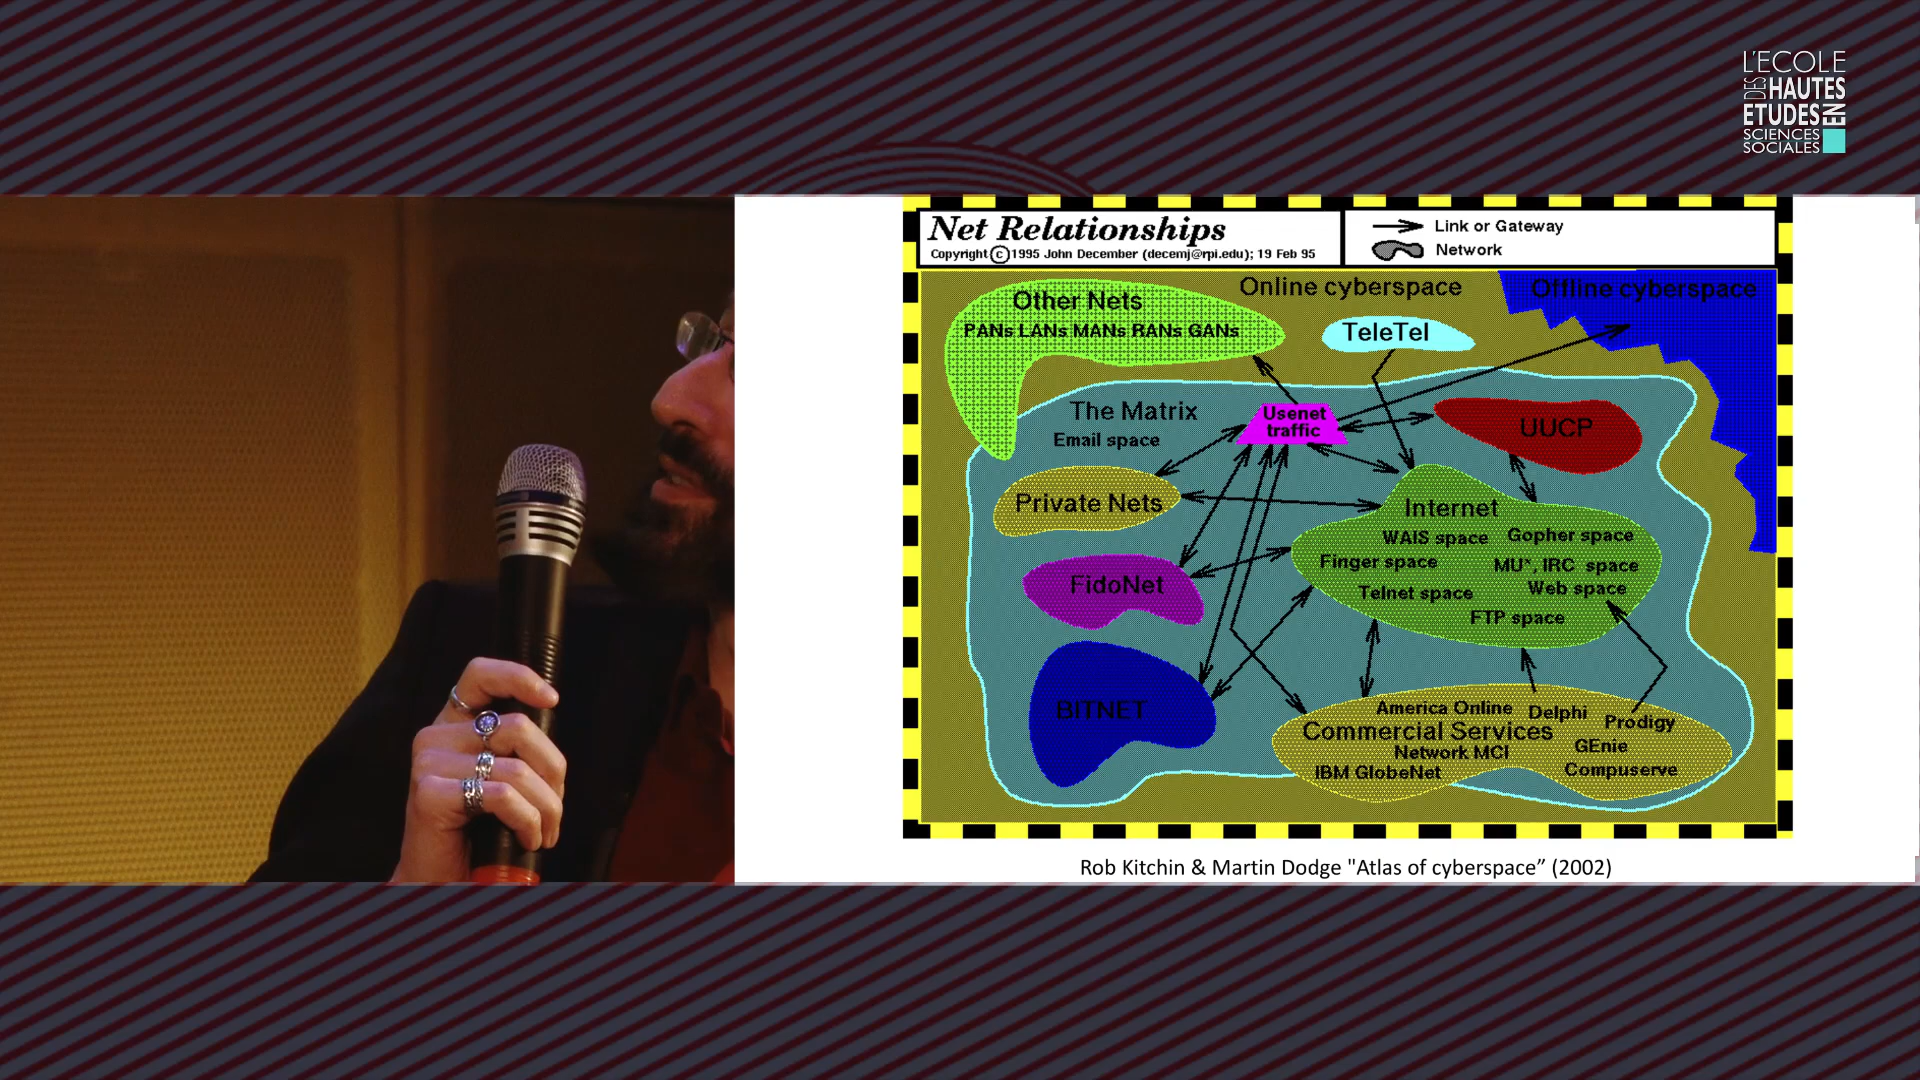 L'ECOLE
DES HAUTES
ETUDES EN
SCIENCES
SOCIALES
Net Relationships
Copyright (c) 1995 John December (decemj@rpi.edu); 19 Feb 95
Link or Gateway
Network
Online cyberspace
Offline cyberspace
Other Nets
PANs LANs MANs RANs GANs
TeleTel
The Matrix
Email space
Usenet
traffic
UUCP
Private Nets
Internet
WAIS space
Gopher space
Finger space
MU*, IRC space
Telnet space
Web space
FTP space
FidoNet
BITNET
America Online
Delphi
Prodigy
Commercial Services
Network MCI
GEnie
IBM GlobeNet
Compuserve
Rob Kitchin & Martin Dodge "Atlas of cyberspace” (2002)